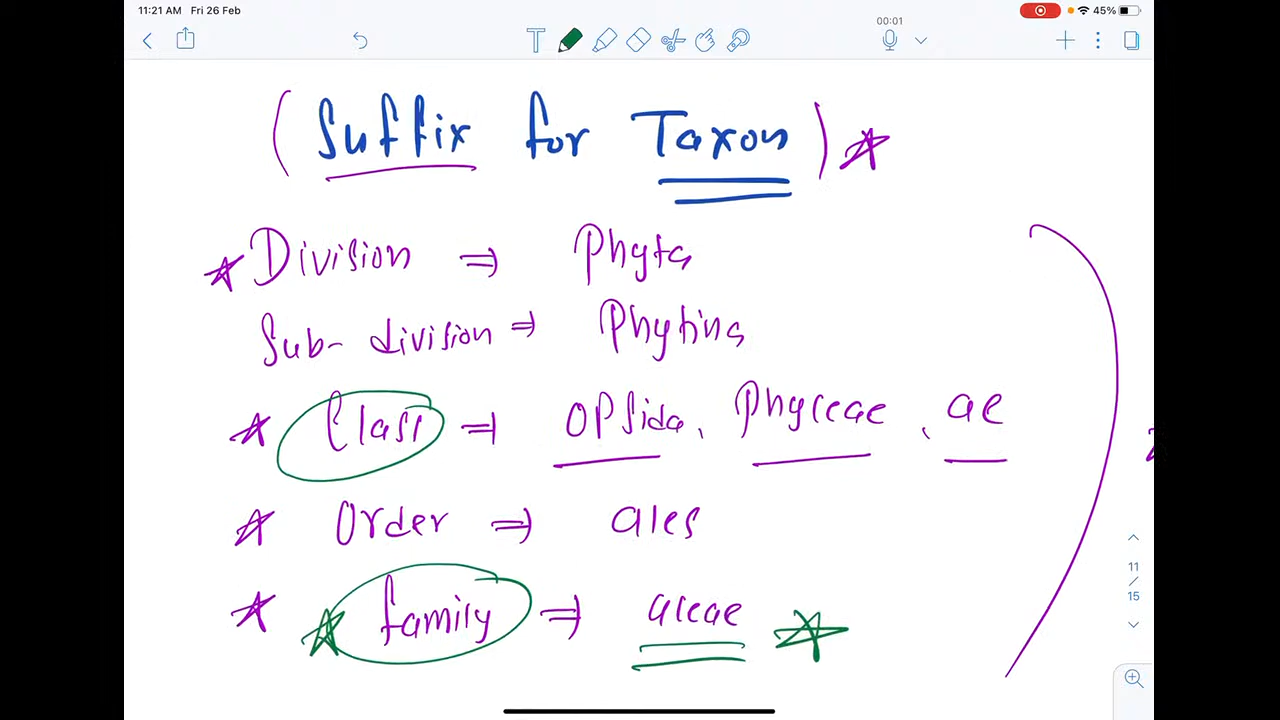 11:21 AM Fri 26 Feb
45%
00:01
(Suffix for Taxon)
Division ⇒ Phyta
Sub-division ⇒ Phytina
Class ⇒ OPSida, Phyceae, ae
Order ⇒ ales
family ⇒ aceae
11
/
15